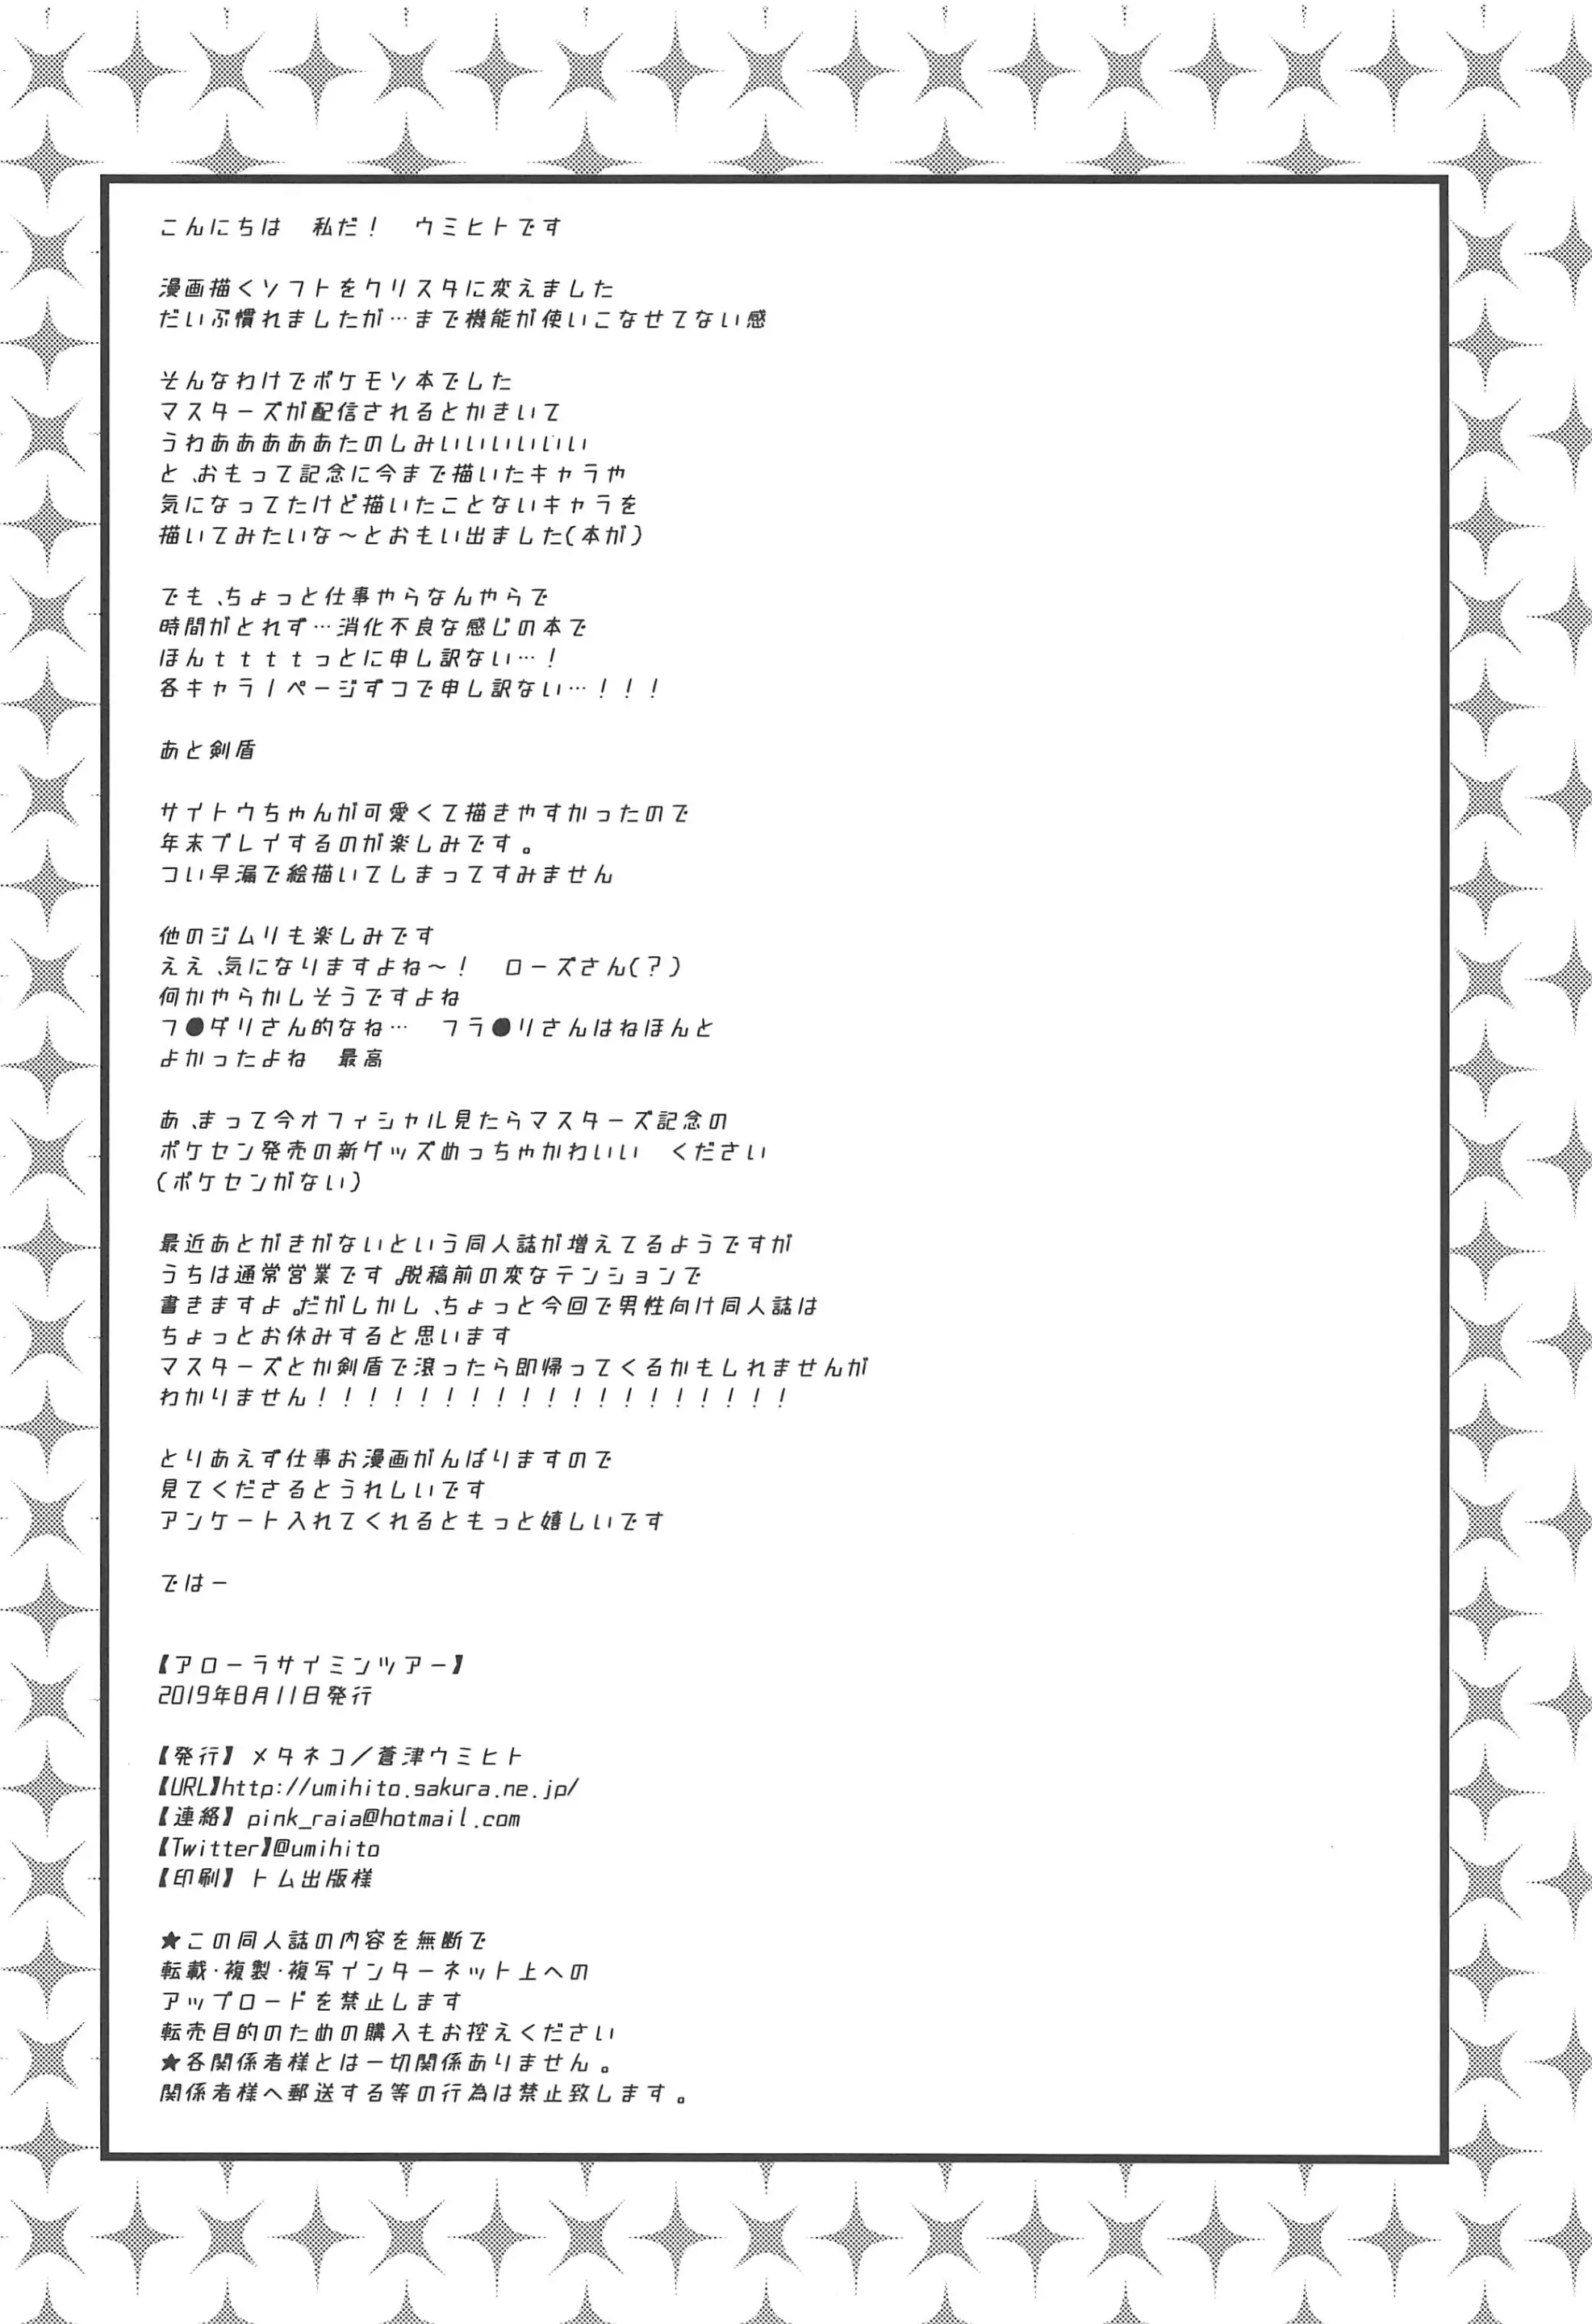 こんにちは　私だ！　ウミヒトです
漫画描くソフトをクリスタに変えました
だいぶ慣れましたが…まで機能が使いこなせてない感
そんなわけでポケモン本でした
マスターズが配信されるとかきいて
うわああああああたのしみいいいいいい
と、おもって記念に今まで描いたキャラや
気になってたけど描いたことないキャラを
描いてみたいな～とおもい出ました(本が)
でも、ちょっと仕事やらなんやらで
時間がとれず…消化不良な感じの本で
ほんｔｔｔｔっとに申し訳ない…！
各キャラ1ページずつで申し訳ない…！！！
あと剣盾
サイトウちゃんが可愛くて描きやすかったので
年末プレイするのが楽しみです。
つい早漏で絵描いてしまってすみません
他のジムリも楽しみです
ええ、気になりますよね～！　ローズさん(？)
何かやらかしそうですよね
フ●ダリさん的なね…　フラ●リさんはねほんと
よかったよね　最高
あ、まって今オフィシャル見たらマスターズ記念の
ポケセン発売の新グッズめっちゃかわいい　ください
(ポケセンがない)
最近あとがきがないという同人誌が増えてるようですが
うちは通常営業です。脱稿前の変なテンションで
書きますよ。だがしかし、ちょっと今回で男性向け同人誌は
ちょっとお休みすると思います
マスターズとか剣盾で滾ったら即帰ってくるかもしれませんが
わかりません！！！！！！！！！！！！！！！！！！！
とりあえず仕事お漫画がんばりますので
見てくださるとうれしいです
アンケート入れてくれるともっと嬉しいです
ではー
【アローラサイミンツアー】
2019年8月11日発行
【発行】メタネコ／蒼津ウミヒト
【URL】http://umihito.sakura.ne.jp/
【連絡】pink_raia@hotmail.com
【Twitter】@umihito
【印刷】トム出版様
★この同人誌の内容を無断で
転載・複製・複写インターネット上への
アップロードを禁止します
転売目的のための購入もお控えください
★各関係者様とは一切関係ありません。
関係者様へ郵送する等の行為は禁止致します。